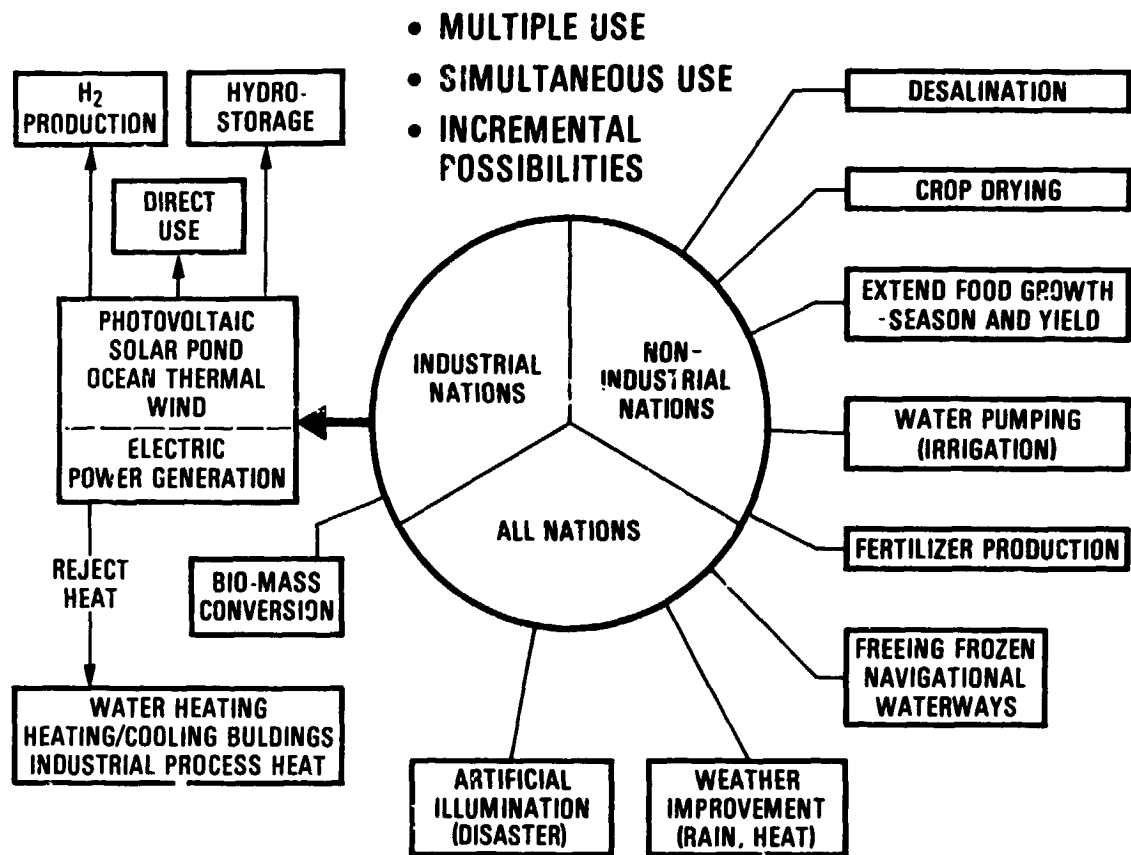 • MULTIPLE USE
• SIMULTANEOUS USE
• INCREMENTAL
POSSIBILITIES
H2
PRODUCTION
HYDRO-
STORAGE
DIRECT
USE
PHOTOVOLTAIC
SOLAR POND
OCEAN THERMAL
WIND
ELECTRIC
POWER GENERATION
REJECT
HEAT
WATER HEATING
HEATING/COOLING BULDINGS
INDUSTRIAL PROCESS HEAT
BIO-MASS
CONVERSION
INDUSTRIAL
NATIONS
NON-
INDUSTRIAL
NATIONS
ALL NATIONS
DESALINATION
CROP DRYING
EXTEND FOOD GROWTH
-SEASON AND YIELD
WATER PUMPING
(IRRIGATION)
FERTILIZER PRODUCTION
FREEING FROZEN
NAVIGATIONAL
WATERWAYS
ARTIFICIAL
ILLUMINATION
(DISASTER)
WEATHER
IMPROVEMENT
(RAIN, HEAT)